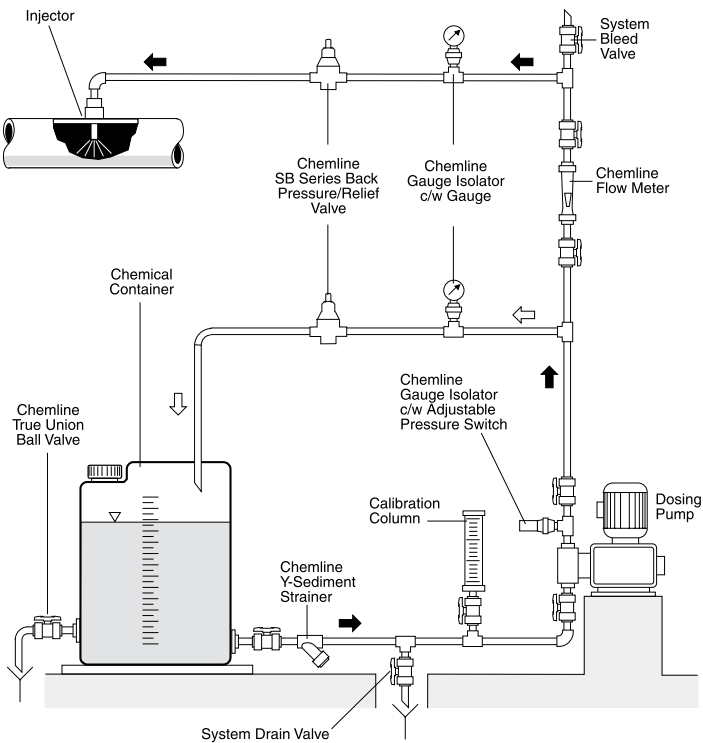 Injector
System
Bleed
Valve
Chemline
SB Series Back
Pressure/Relief
Valve
Chemline
Gauge Isolator
c/w Gauge
Chemline
Flow Meter
Chemical
Container
Chemline
True Union
Ball Valve
Chemline
Gauge Isolator
c/w Adjustable
Pressure Switch
Calibration
Column
Dosing
Pump
Chemline
Y-Sediment
Strainer
System Drain Valve